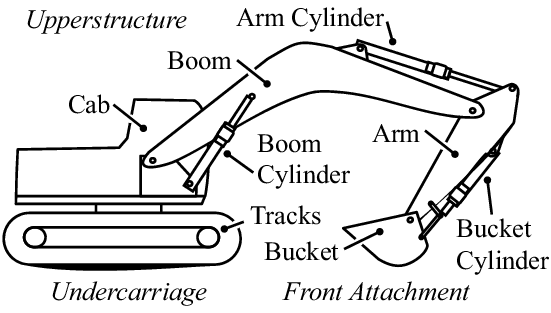 Upperstructure
Arm Cylinder
Boom
Cab
Arm
Boom
Cylinder
Tracks
Bucket
Bucket
Cylinder
Undercarriage
Front Attachment